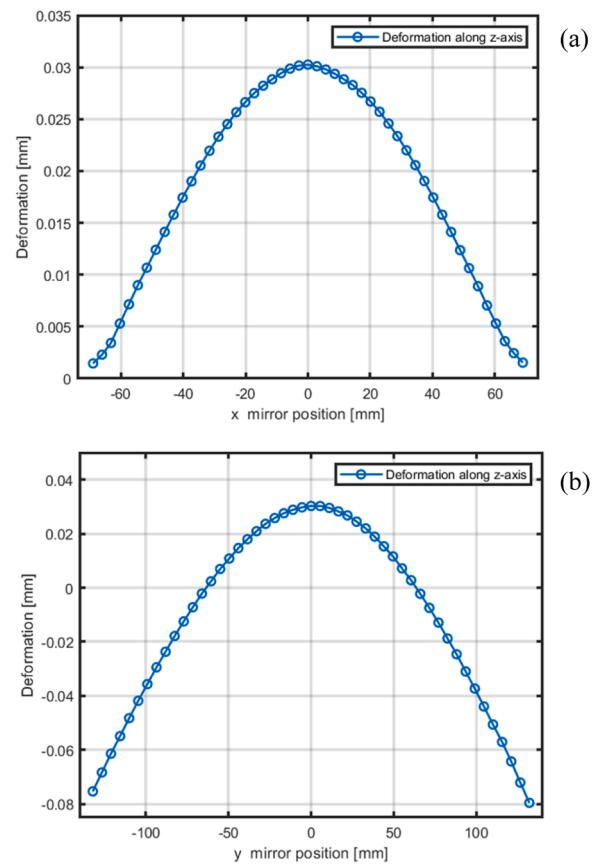 0.035
Deformation along z-axis
(a)
0.03
0.025
0.02
0.015
0.01
0.005
0
Deformation [mm]
-60 -40 -20 0 20 40 60
x mirror position [mm]
0.04
Deformation along z-axis
(b)
0.02
0
-0.02
-0.04
-0.06
-0.08
Deformation [mm]
-100 -50 0 50 100
y mirror position [mm]